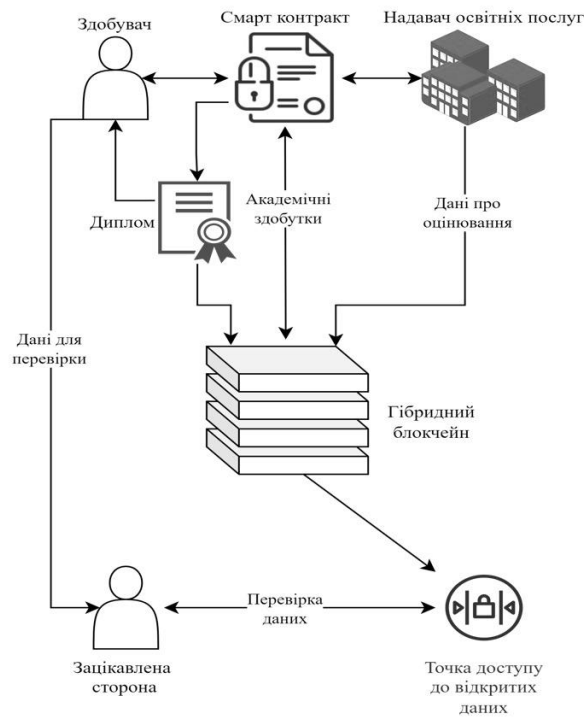 Здобувач
Смарт контракт
Надавач освітніх послуг
Диплом
Академічні
здобутки
Дані про
оцінювання
Дані для
перевірки
Гібридний
блокчейн
Перевірка
даних
Зацікавлена
сторона
Точка доступу
до відкритих
даних